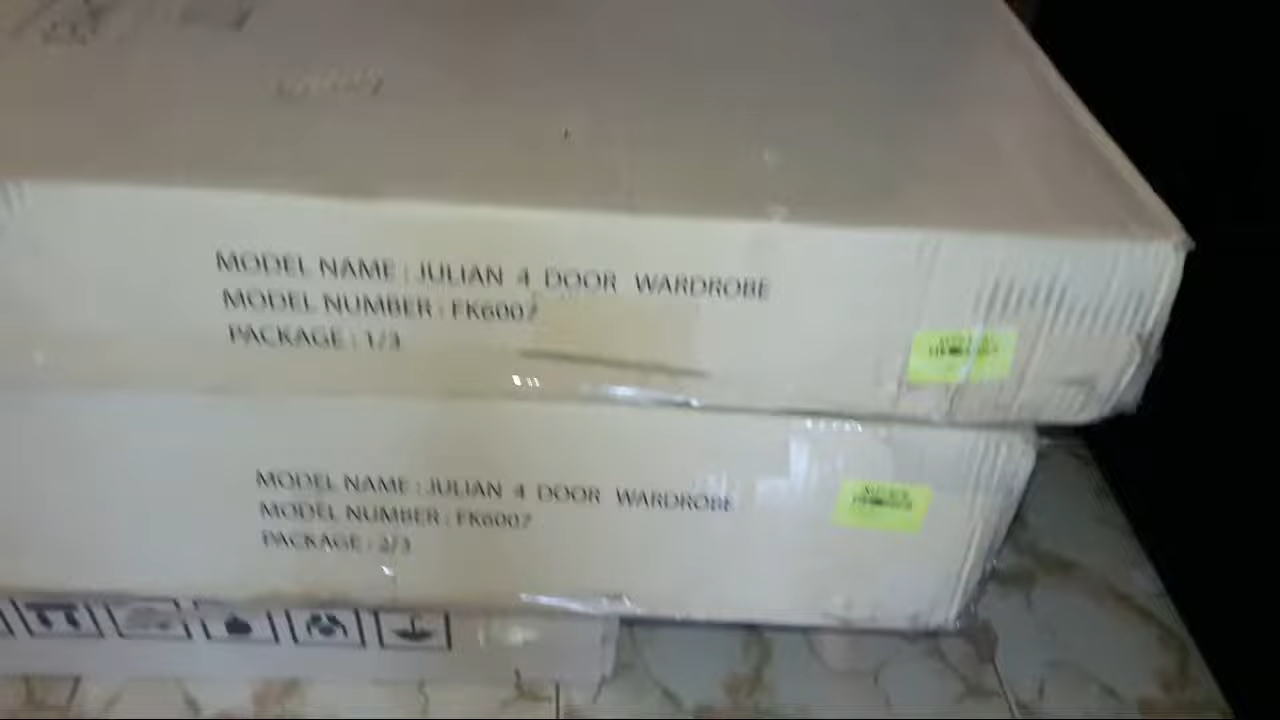 MODEL NAME : JULIAN 4 DOOR WARDROBE
MODEL NUMBER : FK6007
PACKAGE : 1/3
MODEL NAME : JULIAN 4 DOOR WARDROBE
MODEL NUMBER : FK6007
PACKAGE : 2/3